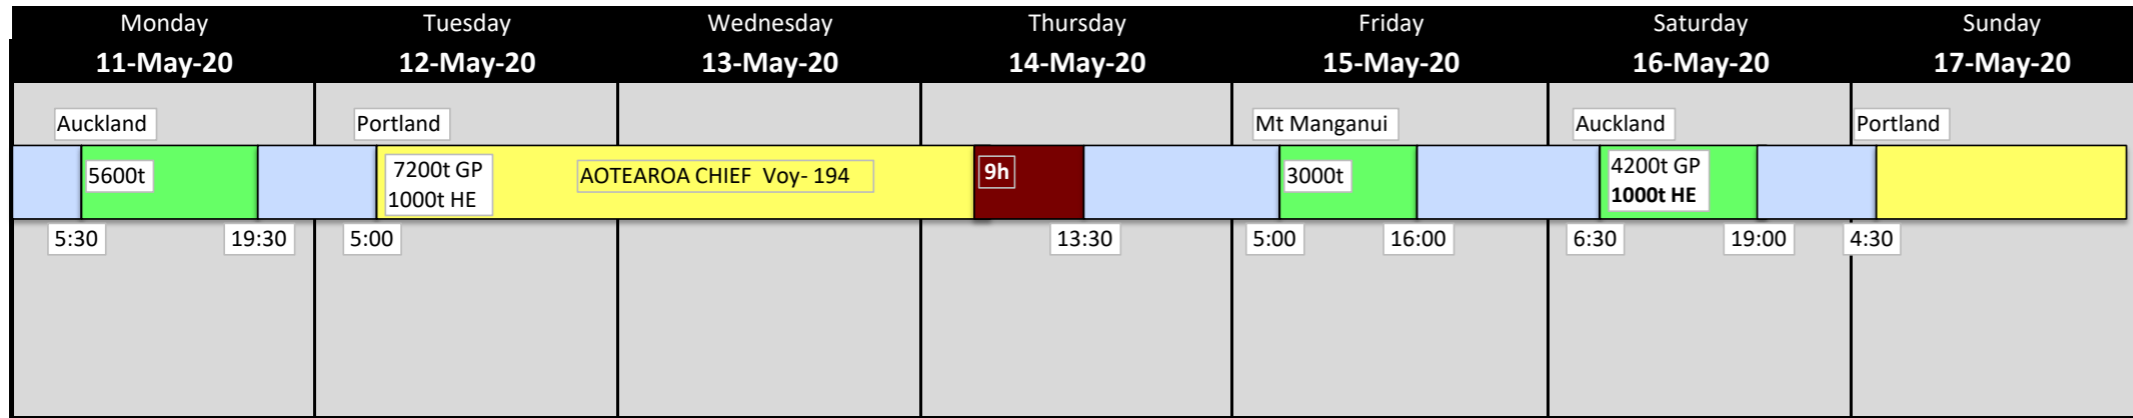 Monday Tuesday Wednesday Thursday Friday Saturday Sunday
11-May-20 12-May-20 13-May-20 14-May-20 15-May-20 16-May-20 17-May-20
Auckland Portland Mt Manganui Auckland Portland
5600t 7200t GP AOTEAROA CHIEF Voy- 194 9h 3000t 4200t GP
1000t HE 1000t HE
5:30 19:30 5:00 13:30 5:00 16:00 6:30 19:00 4:30